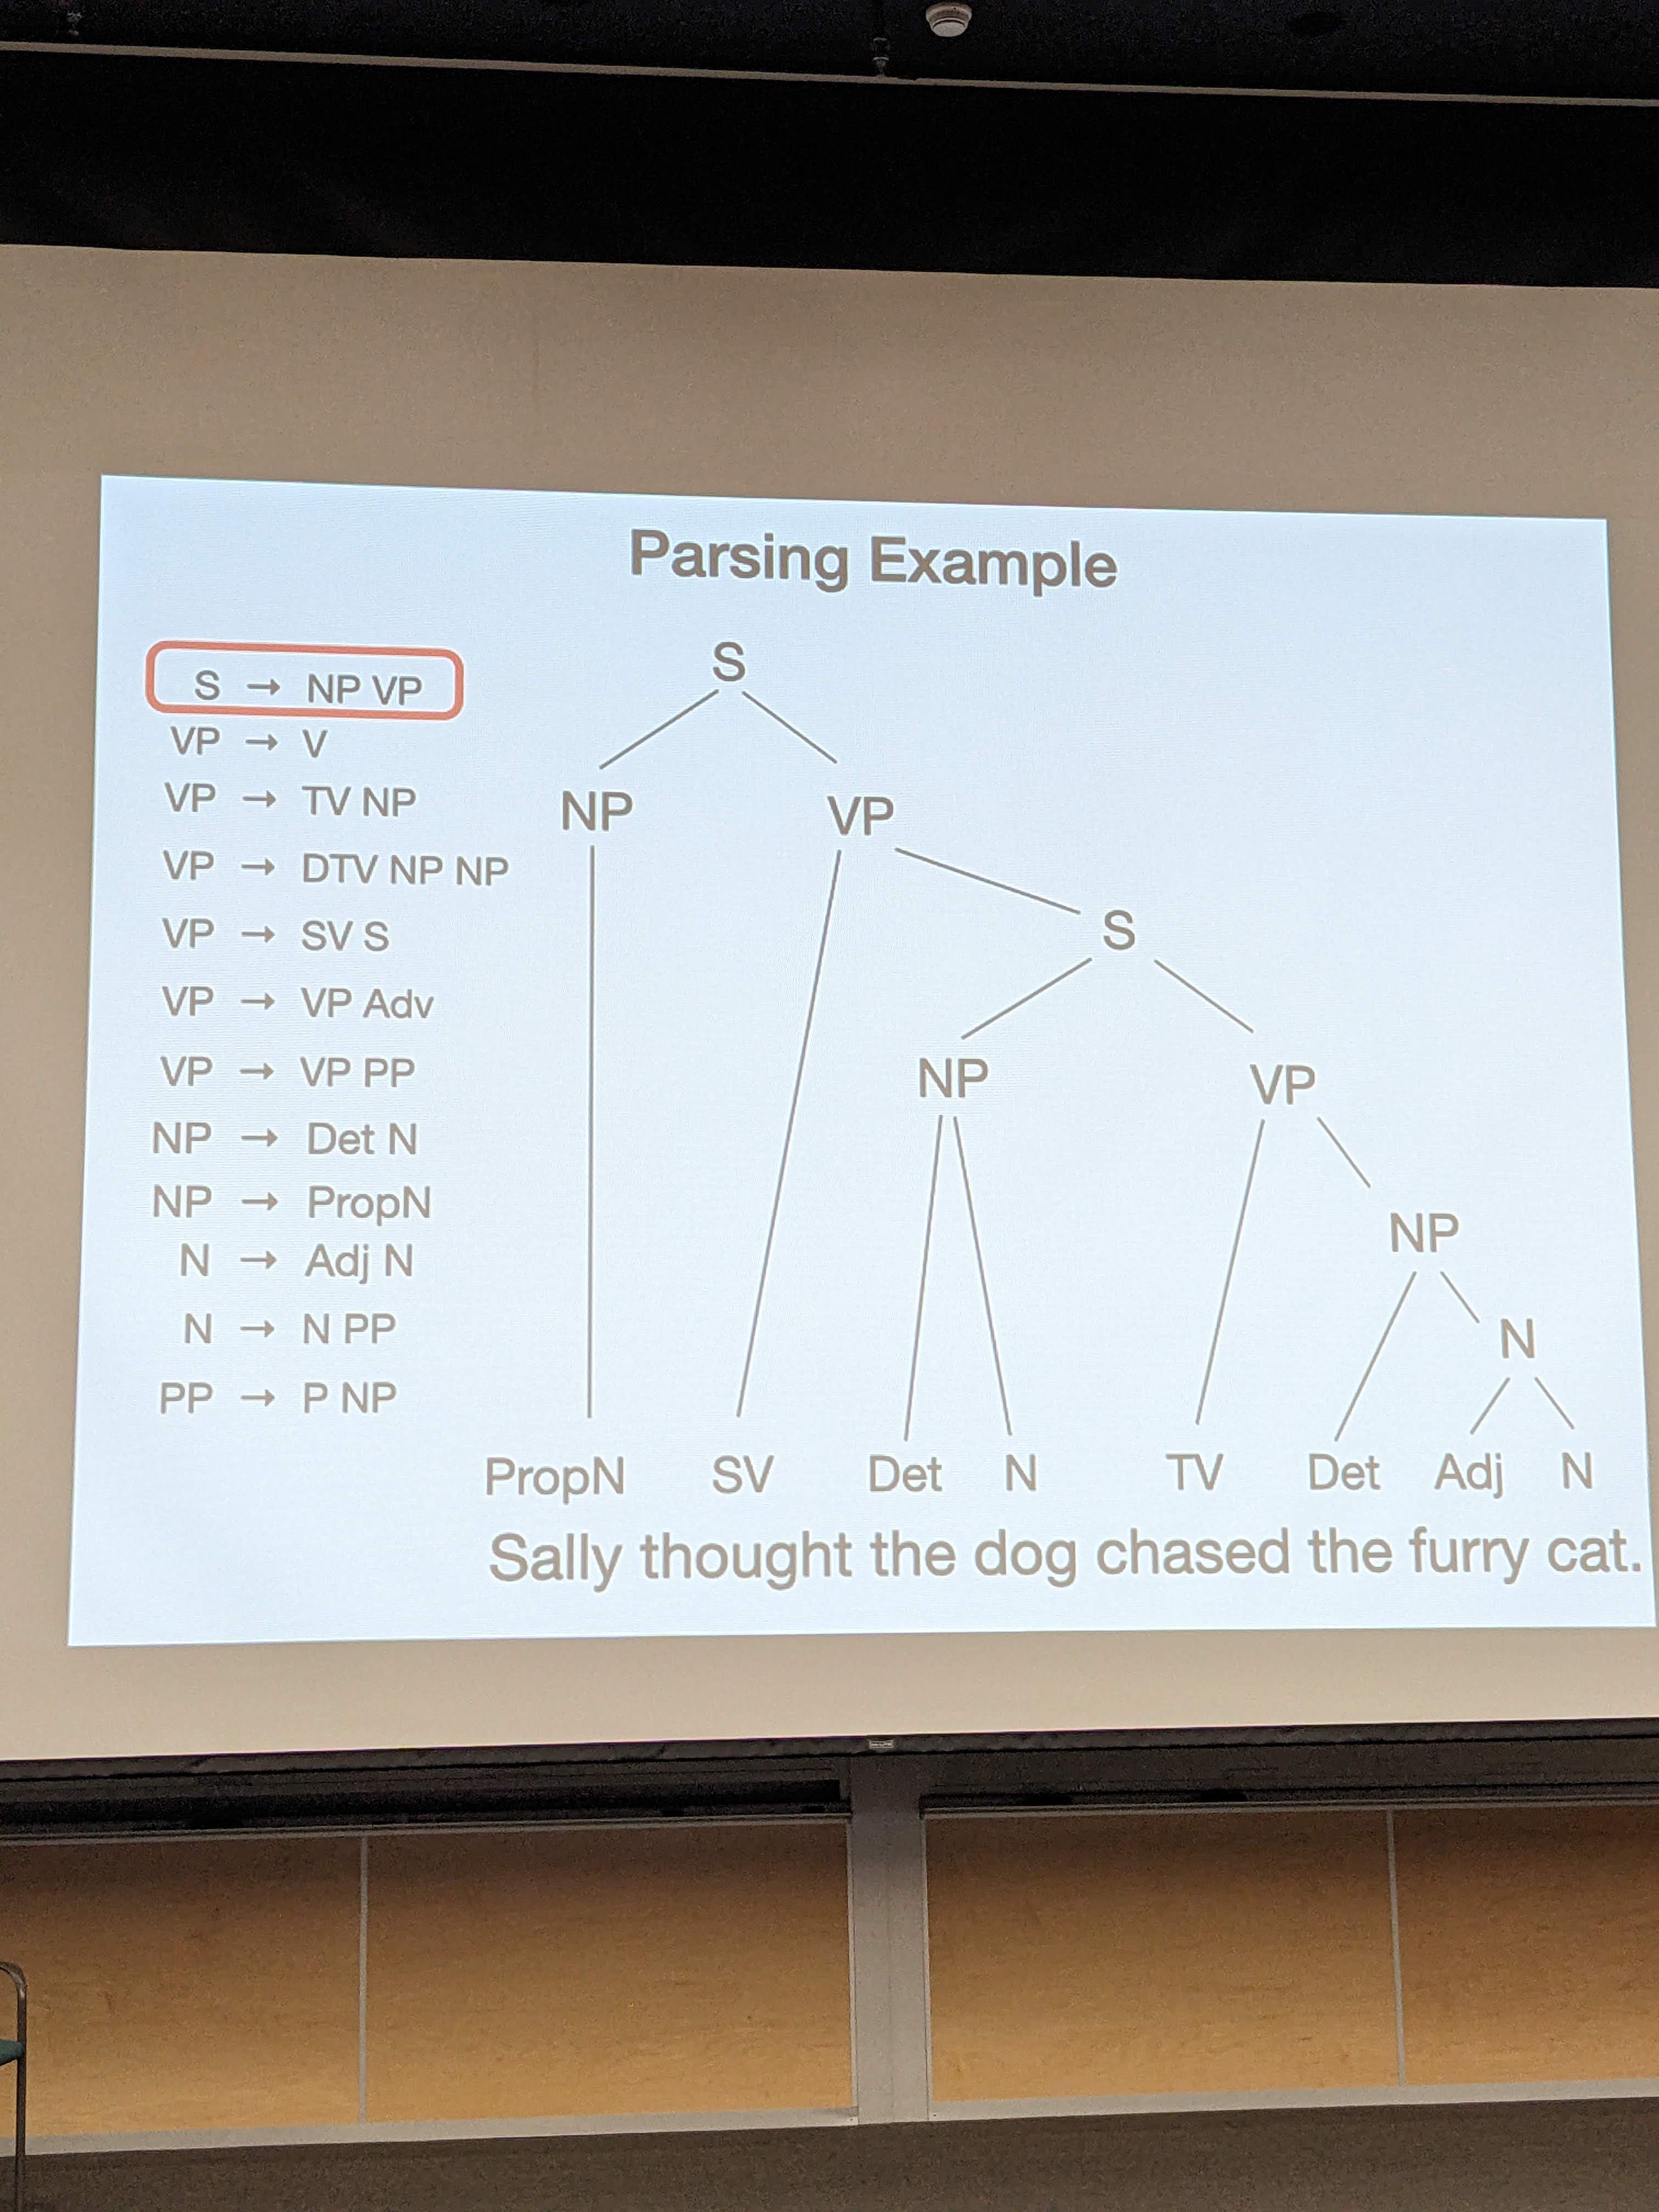 Parsing Example
S → NP VP
VP → V
VP → TV NP
VP → DTV NP NP
VP → SV S
VP → VP Adv
VP → VP PP
NP → Det N
NP → PropN
N → Adj N
N → N PP
PP → P NP
S
NP VP
S
NP VP
NP
N
PropN SV Det N TV Det Adj N
Sally thought the dog chased the furry cat.